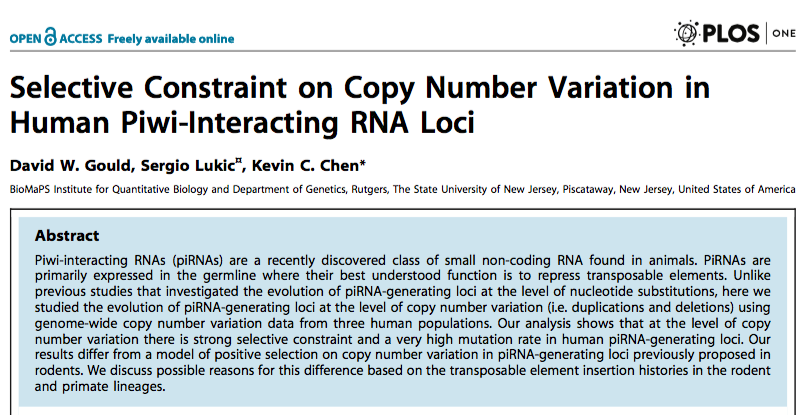 OPEN ACCESS Freely available online
PLOS ONE
Selective Constraint on Copy Number Variation in
Human Piwi-Interacting RNA Loci
David W. Gould, Sergio Lukic¤, Kevin C. Chen*
BioMaPS Institute for Quantitative Biology and Department of Genetics, Rutgers, The State University of New Jersey, Piscataway, New Jersey, United States of America
Abstract
Piwi-interacting RNAs (piRNAs) are a recently discovered class of small non-coding RNA found in animals. PiRNAs are
primarily expressed in the germline where their best understood function is to repress transposable elements. Unlike
previous studies that investigated the evolution of piRNA-generating loci at the level of nucleotide substitutions, here we
studied the evolution of piRNA-generating loci at the level of copy number variation (i.e. duplications and deletions) using
genome-wide copy number variation data from three human populations. Our analysis shows that at the level of copy
number variation there is strong selective constraint and a very high mutation rate in human piRNA-generating loci. Our
results differ from a model of positive selection on copy number variation in piRNA-generating loci previously proposed in
rodents. We discuss possible reasons for this difference based on the transposable element insertion histories in the rodent
and primate lineages.